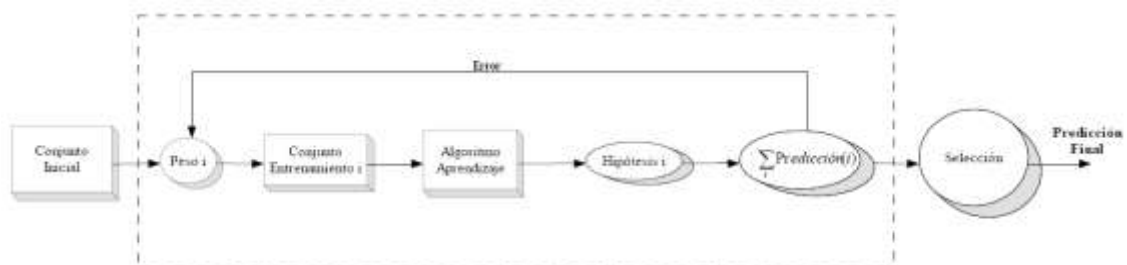 Error
Conjunto
Inicial
Peso i
Conjunto
Entrenamiento i
Algoritmo
Aprendizaje
Hipótesis i
∑ Predicción(i)
i
Selección
Predicción
Final